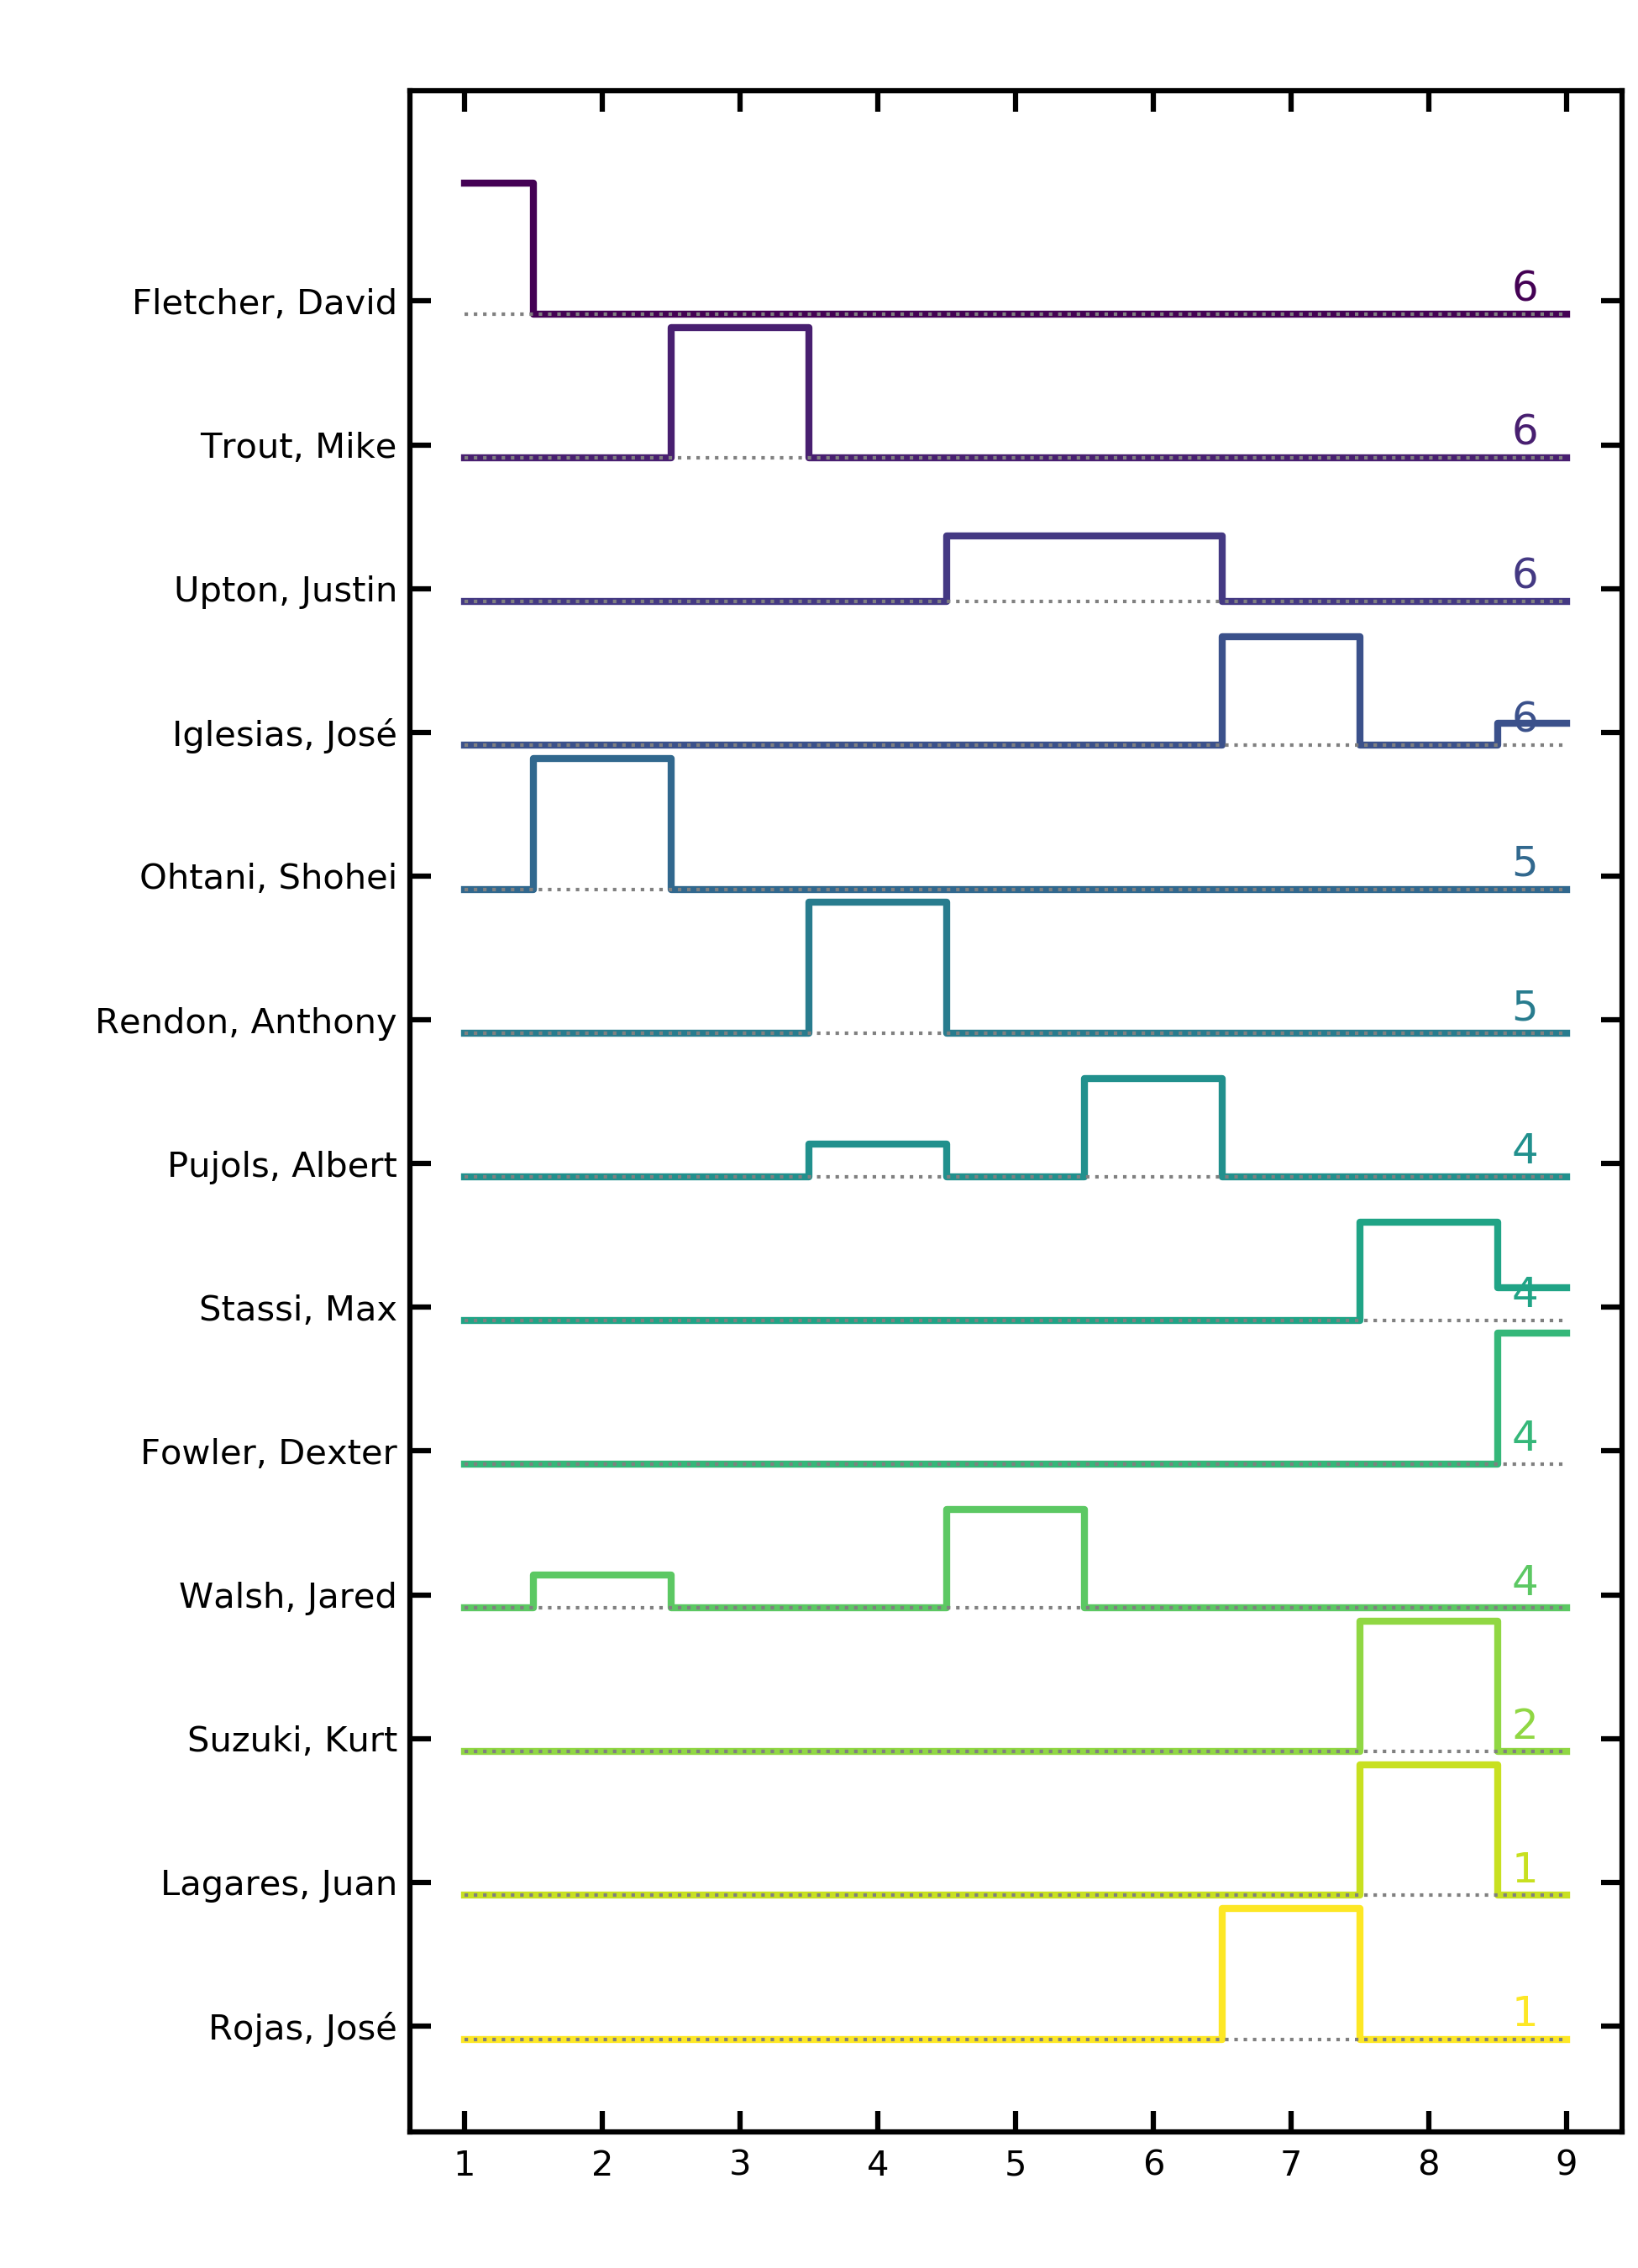 Fletcher, David 6
Trout, Mike 6
Upton, Justin 6
Iglesias, José 6
Ohtani, Shohei 5
Rendon, Anthony 5
Pujols, Albert 4
Stassi, Max 4
Fowler, Dexter 4
Walsh, Jared 4
Suzuki, Kurt 2
Lagares, Juan 1
Rojas, José 1
1 2 3 4 5 6 7 8 9